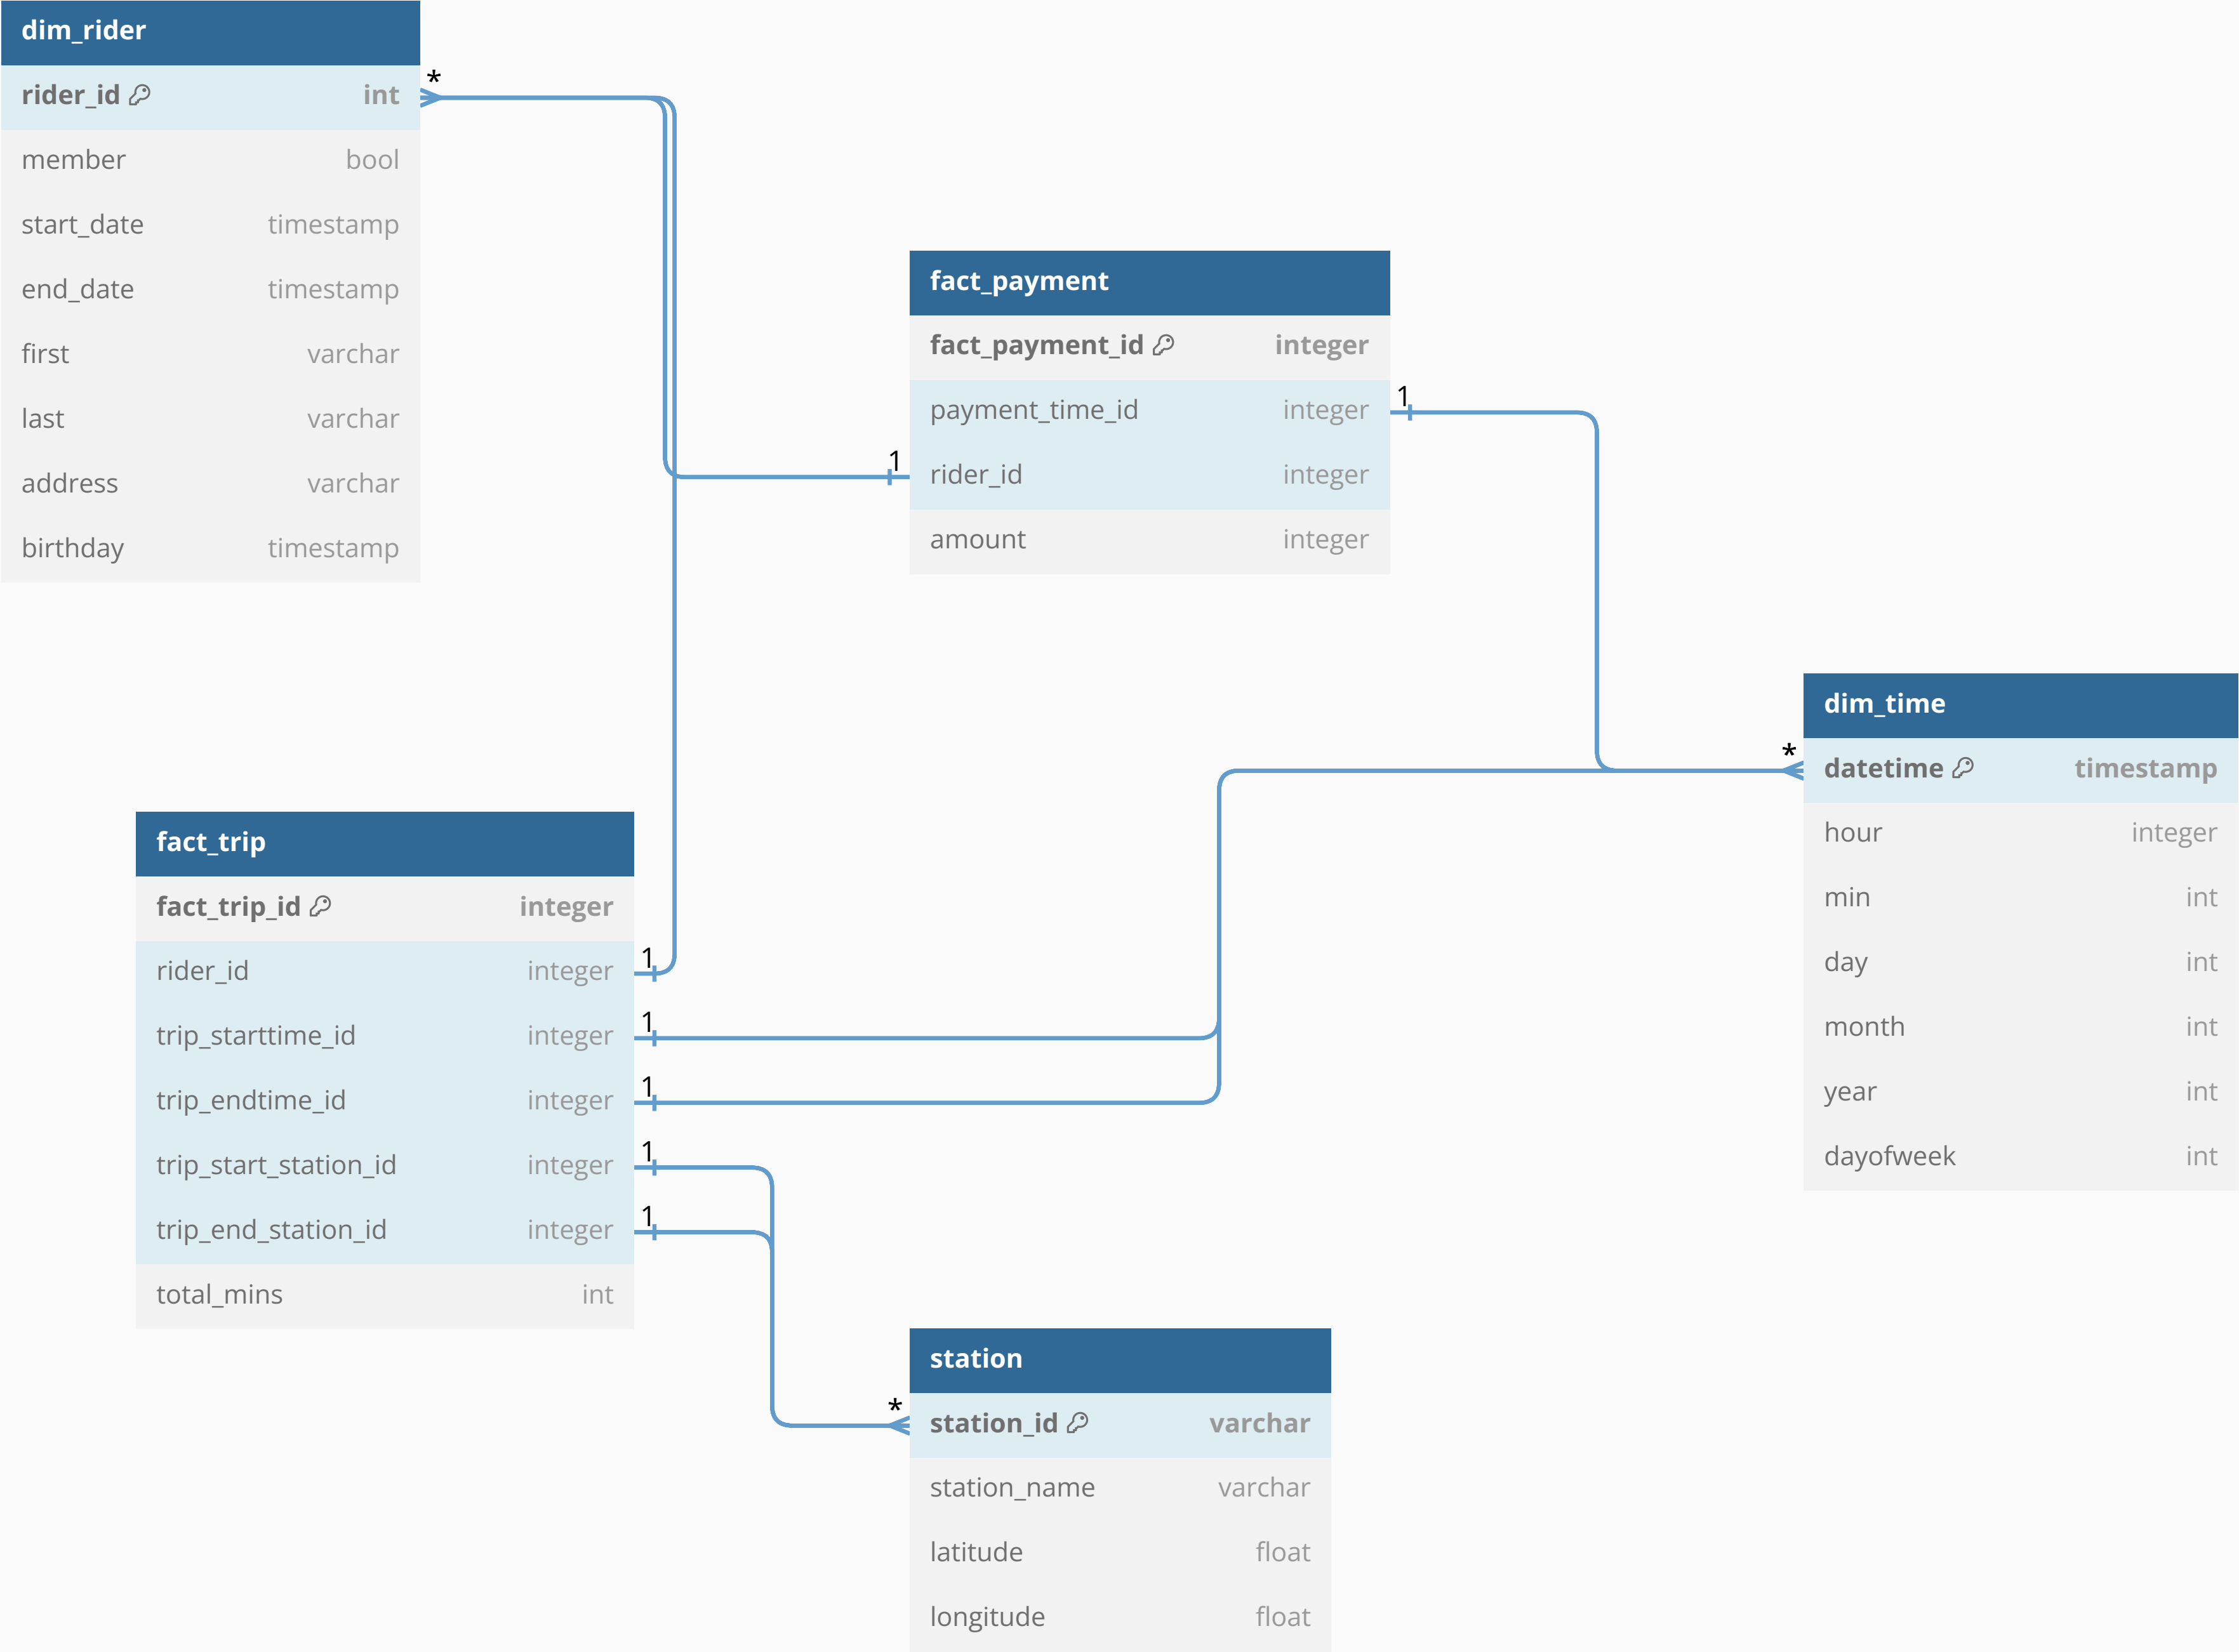 dim_rider
rider_id int
member bool
start_date timestamp
end_date timestamp
first varchar
last varchar
address varchar
birthday timestamp
*
fact_payment
fact_payment_id integer
payment_time_id integer
rider_id integer
amount integer
1
1
dim_time
datetime timestamp
hour integer
min int
day int
month int
year int
dayofweek int
*
fact_trip
fact_trip_id integer
rider_id integer
trip_starttime_id integer
trip_endtime_id integer
trip_start_station_id integer
trip_end_station_id integer
total_mins int
1
1
1
1
1
station
station_id varchar
station_name varchar
latitude float
longitude float
*